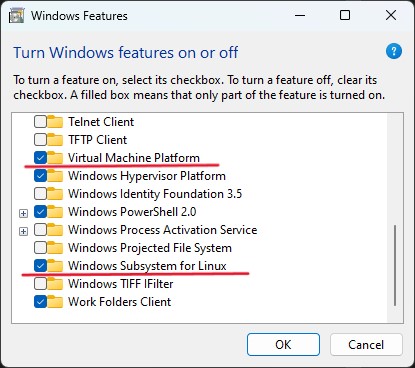 Windows Features
Turn Windows features on or off
To turn a feature on, select its checkbox. To turn a feature off, clear its
checkbox. A filled box means that only part of the feature is turned on.
Telnet Client
TFTP Client
Virtual Machine Platform
Windows Hypervisor Platform
Windows Identity Foundation 3.5
Windows PowerShell 2.0
Windows Process Activation Service
Windows Projected File System
Windows Subsystem for Linux
Windows TIFF IFilter
Work Folders Client
OK
Cancel